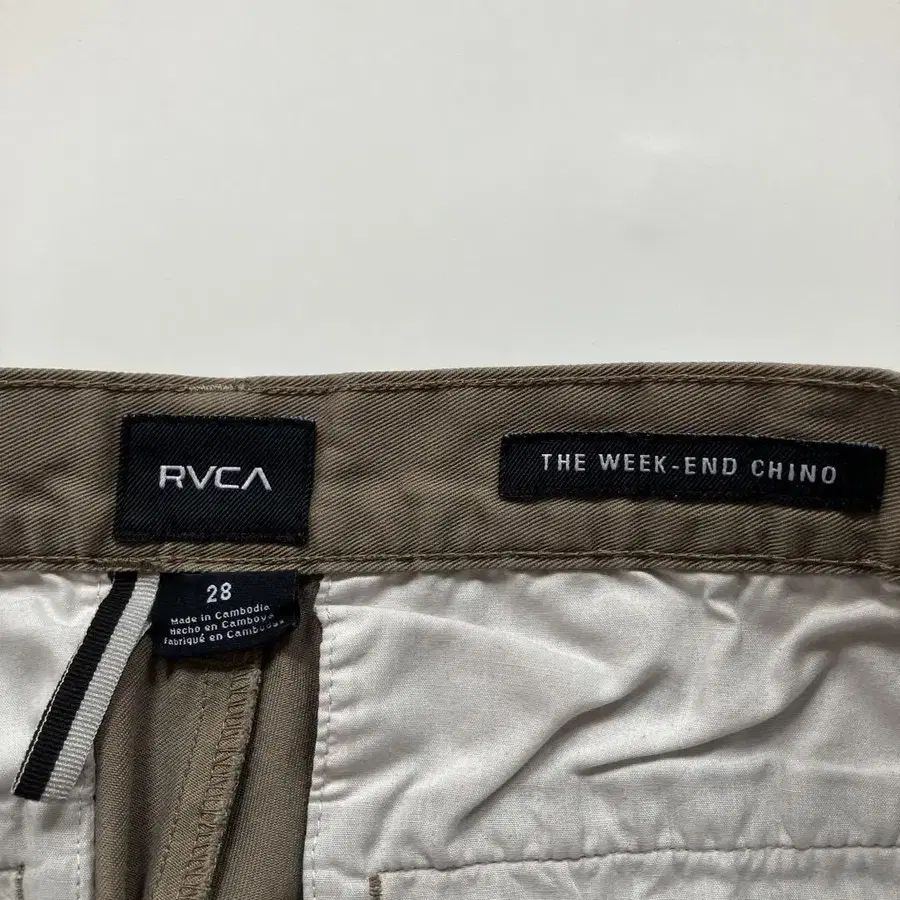 RVCA
THE WEEK-END CHINO
28
Made in Cambodia
Hecho en Camboya
Fabriqué en Cambodge